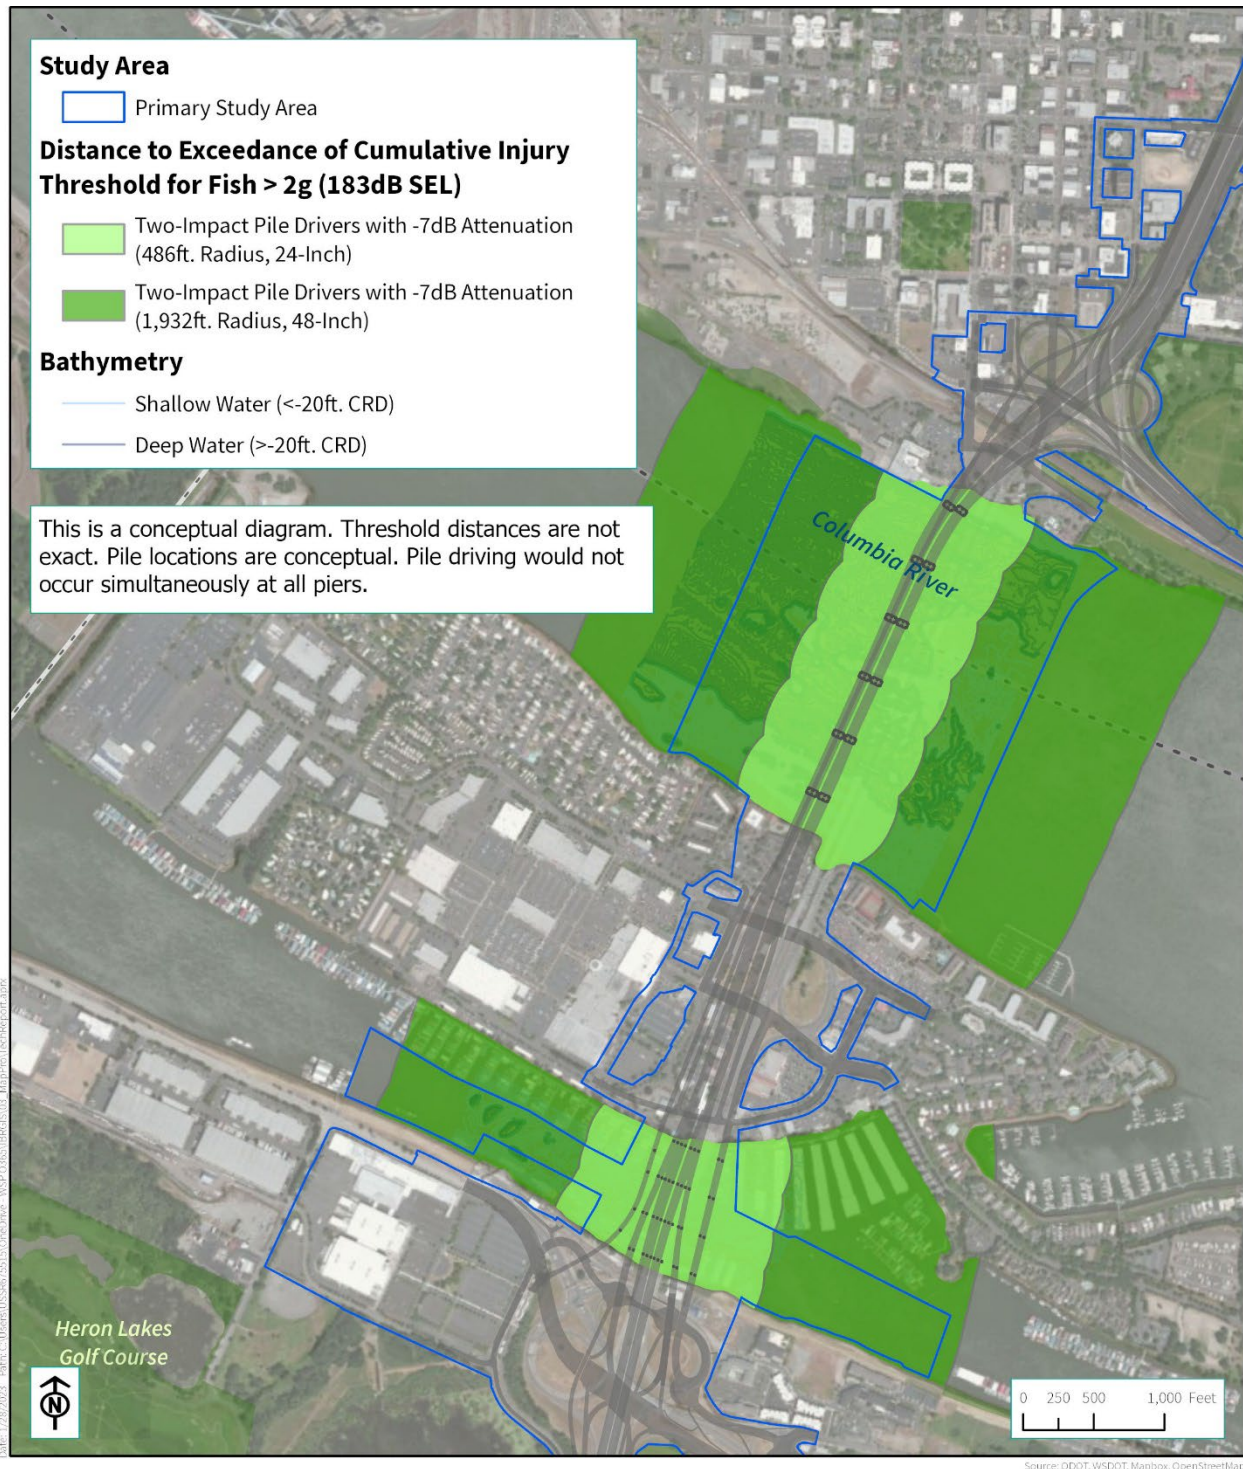 Study Area
Primary Study Area
Distance to Exceedance of Cumulative Injury
Threshold for Fish > 2g (183dB SEL)
Two-Impact Pile Drivers with -7dB Attenuation
(486ft. Radius, 24-Inch)
Two-Impact Pile Drivers with -7dB Attenuation
(1,932ft. Radius, 48-Inch)
Bathymetry
Shallow Water (<-20ft. CRD)
Deep Water (>-20ft. CRD)
This is a conceptual diagram. Threshold distances are not
exact. Pile locations are conceptual. Pile driving would not
occur simultaneously at all piers.
Columbia River
Heron Lakes
Golf Course
N
0 250 500 1,000 Feet
Source: ODOT, WSDOT, Mapbox, OpenStreetMap